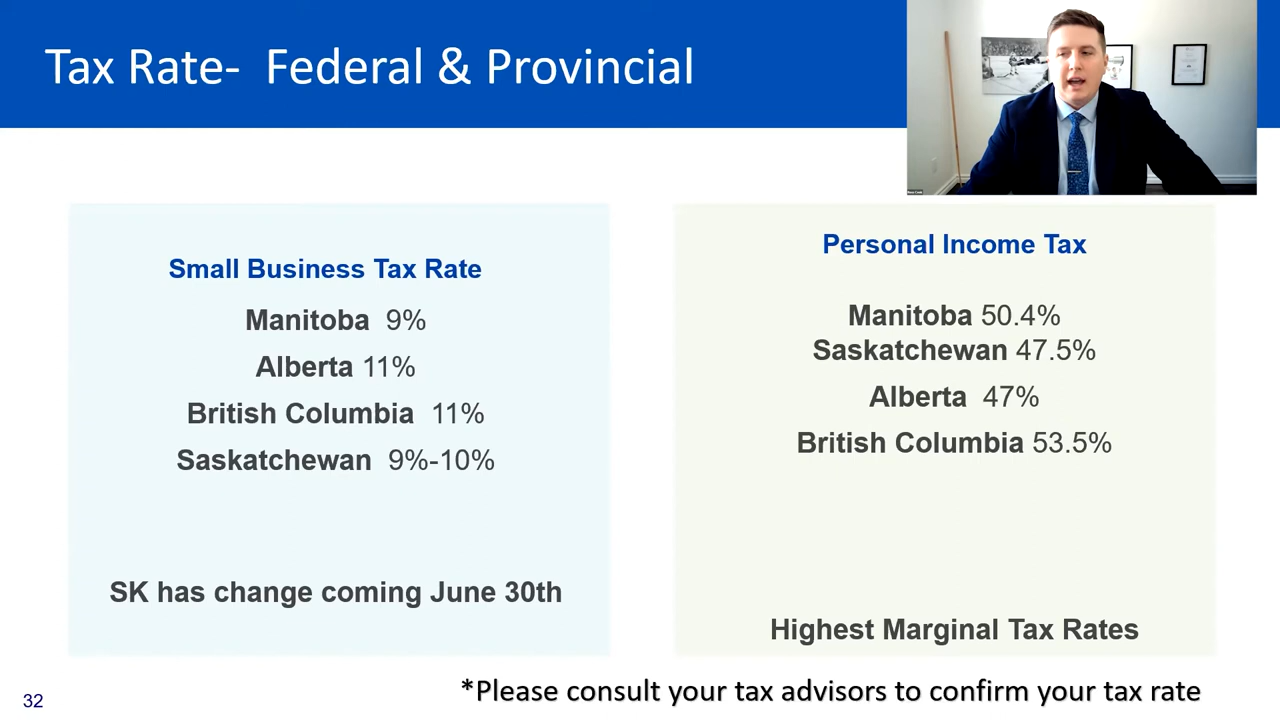 Tax Rate-  Federal & Provincial
Small Business Tax Rate
Manitoba  9%
Alberta 11%
British Columbia  11%
Saskatchewan  9%-10%
SK has change coming June 30th
Personal Income Tax
Manitoba 50.4%
Saskatchewan 47.5%
Alberta  47%
British Columbia 53.5%
Highest Marginal Tax Rates
*Please consult your tax advisors to confirm your tax rate
32